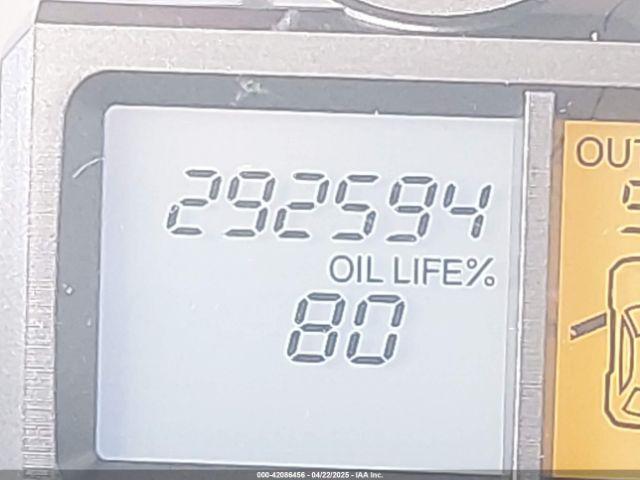 292594
OUT
OIL LIFE%
80
000-42086456 - 04/22/2025 - IAA Inc.